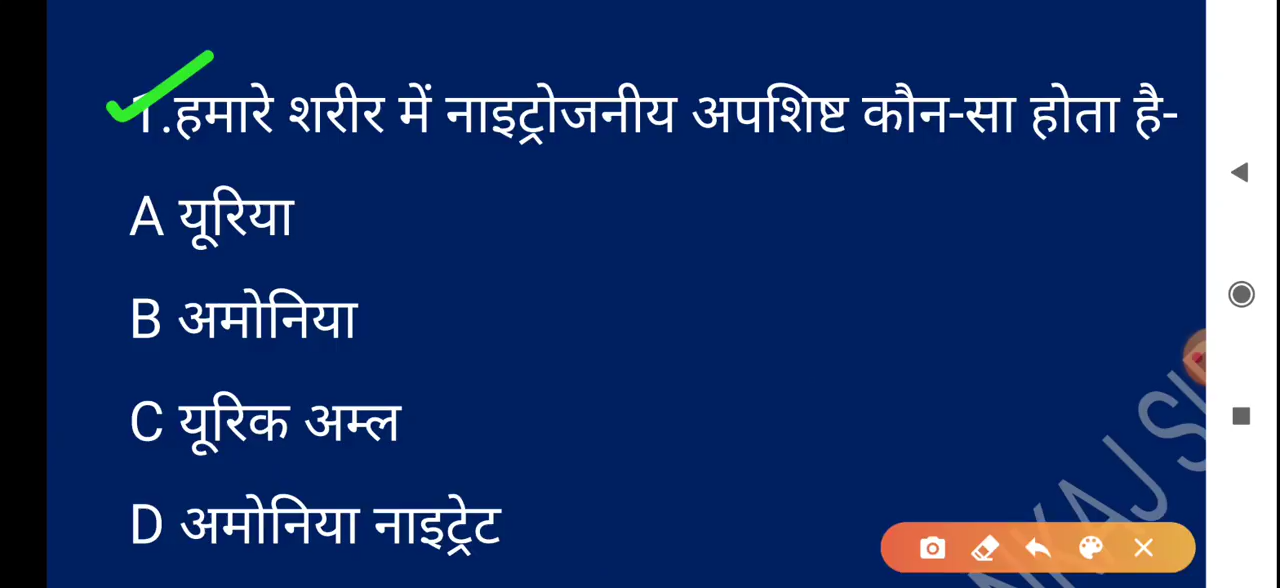 1.हमारे शरीर में नाइट्रोजनीय अपशिष्ट कौन-सा होता है-
A यूरिया
B अमोनिया
C यूरिक अम्ल
D अमोनिया नाइट्रेट